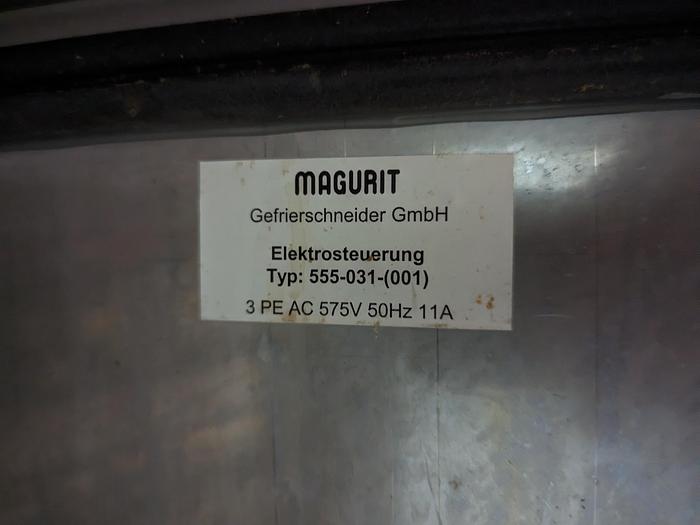 MAGURIT
Gefrierschneider GmbH
Elektrosteuerung
Typ: 555-031-(001)
3 PE AC 575V 50Hz 11A